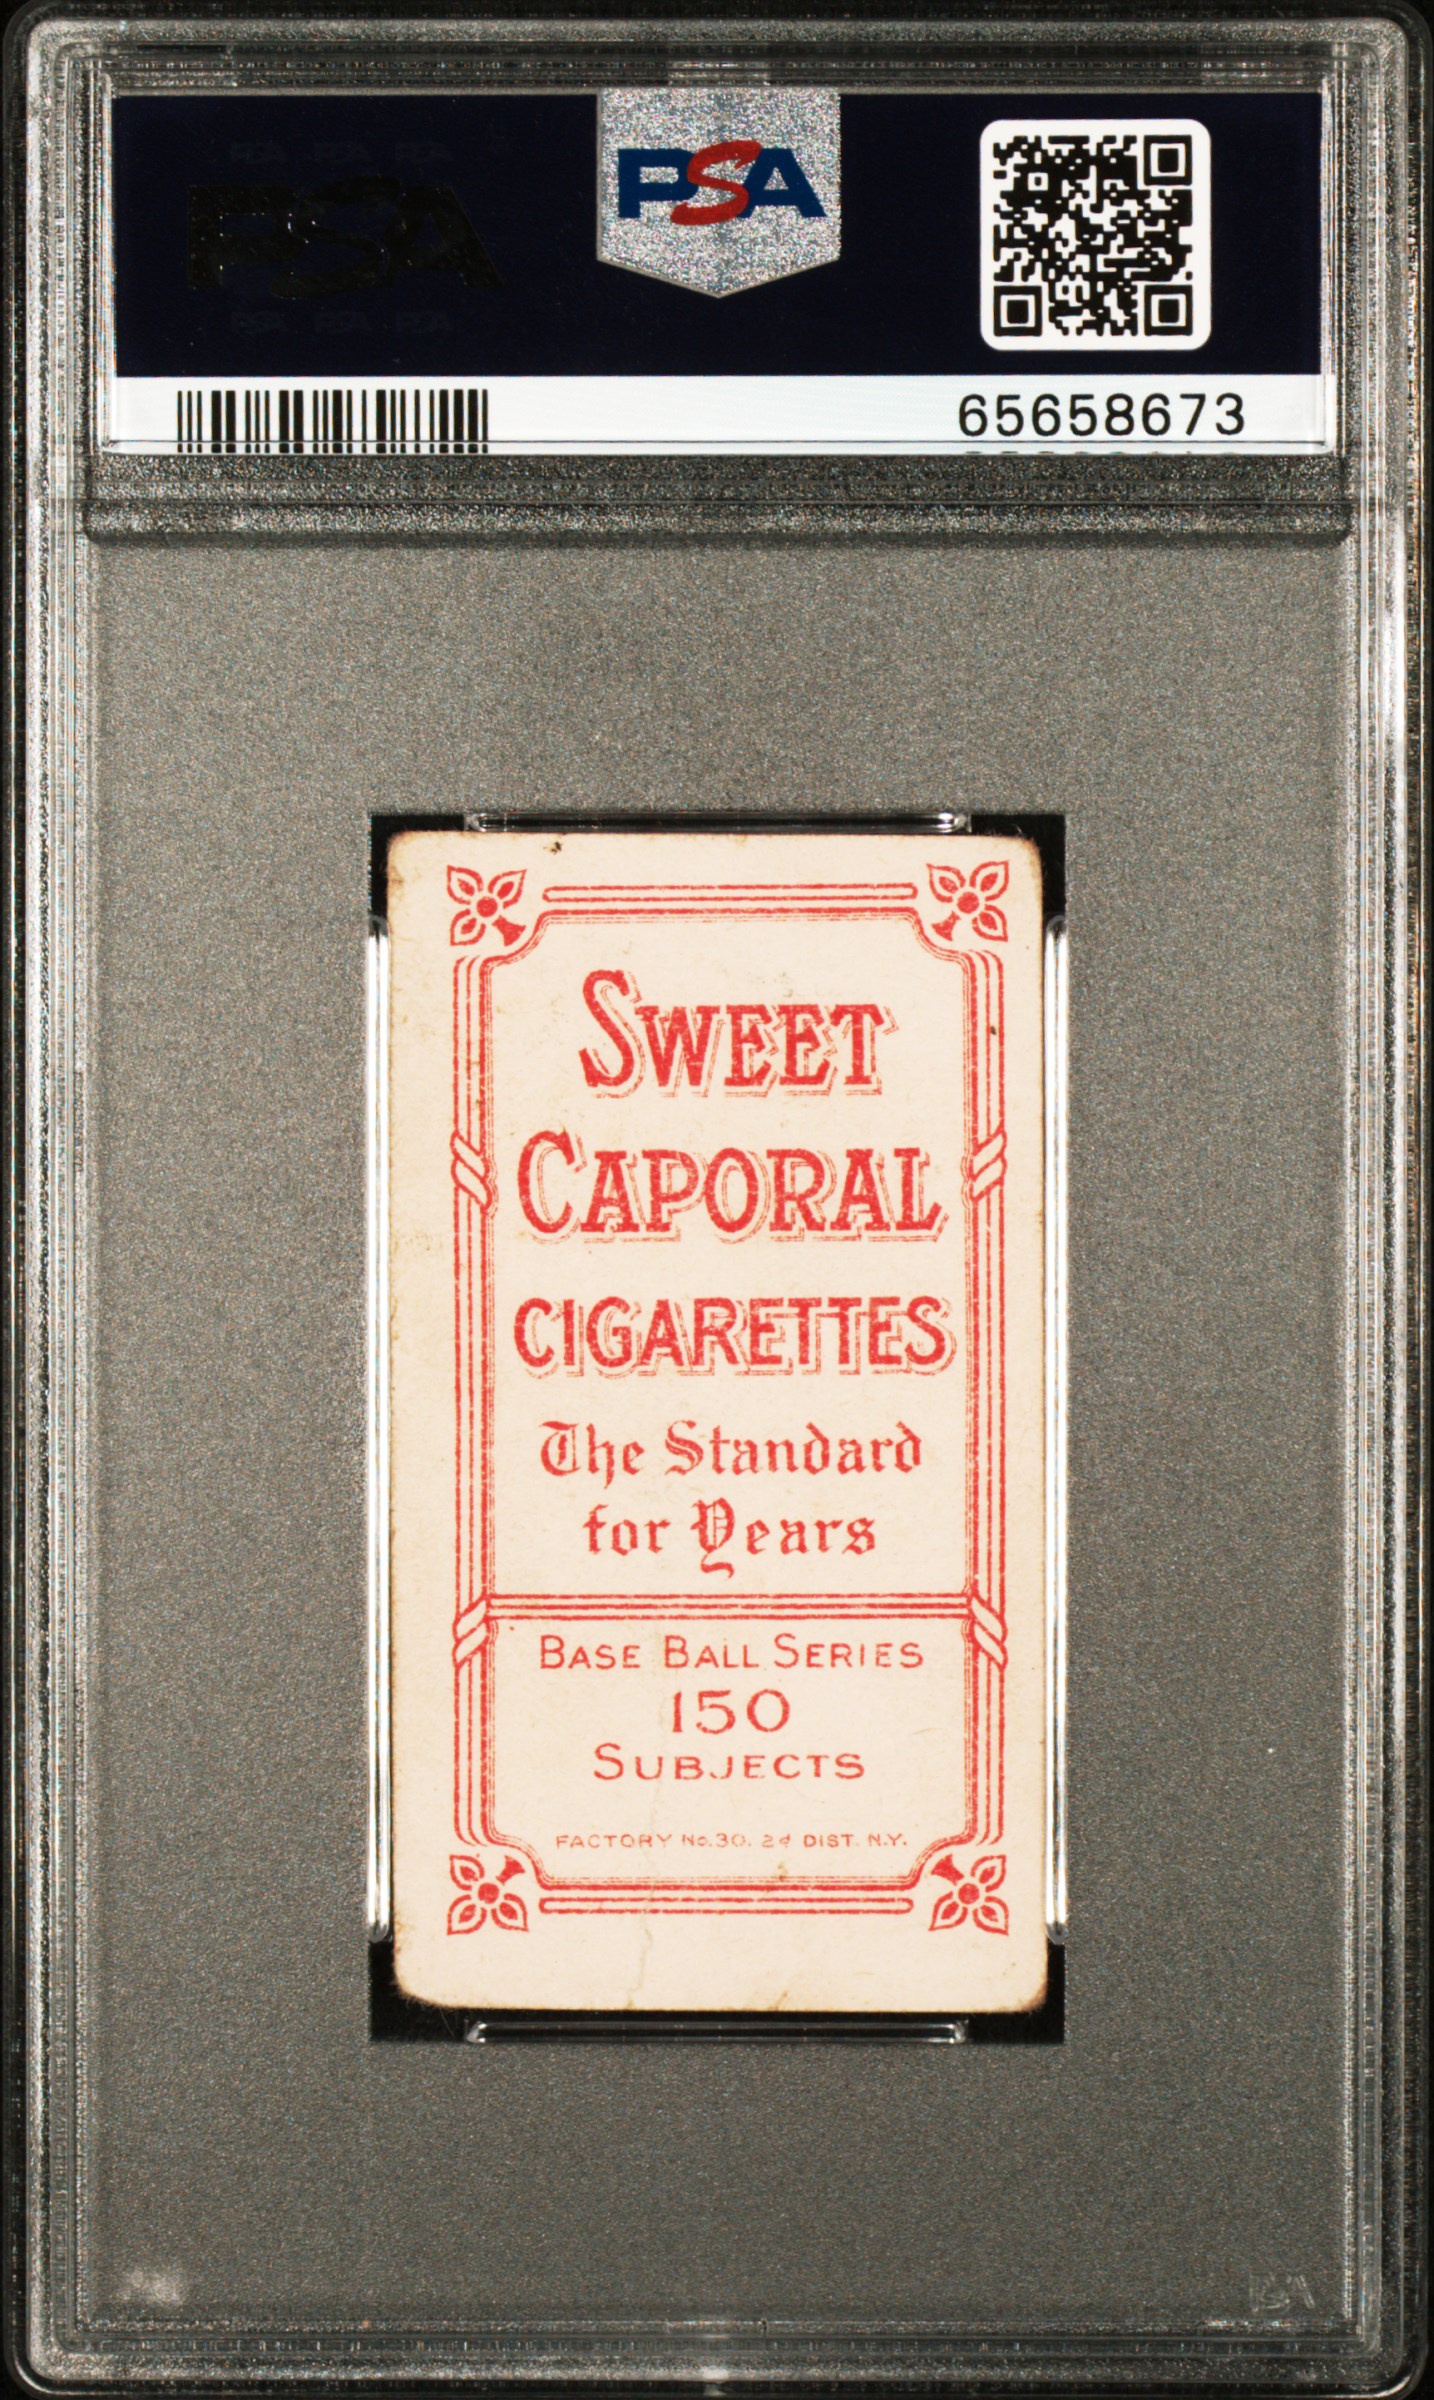 PSA
65658673
SWEET
CAPORAL
CIGARETTES
The Standard
for Years
BASE BALL SERIES
150
SUBJECTS
FACTORY No. 30. 2d DIST. N.Y.